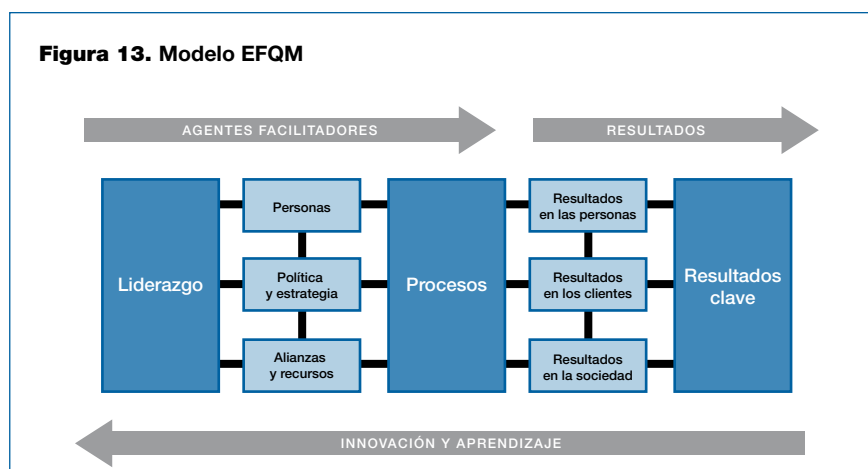 Figura 13. Modelo EFQM
AGENTES FACILITADORES
RESULTADOS
Liderazgo
Personas
Política
y estrategia
Alianzas
y recursos
Procesos
Resultados
en las personas
Resultados
en los clientes
Resultados
en la sociedad
Resultados
clave
INNOVACIÓN Y APRENDIZAJE